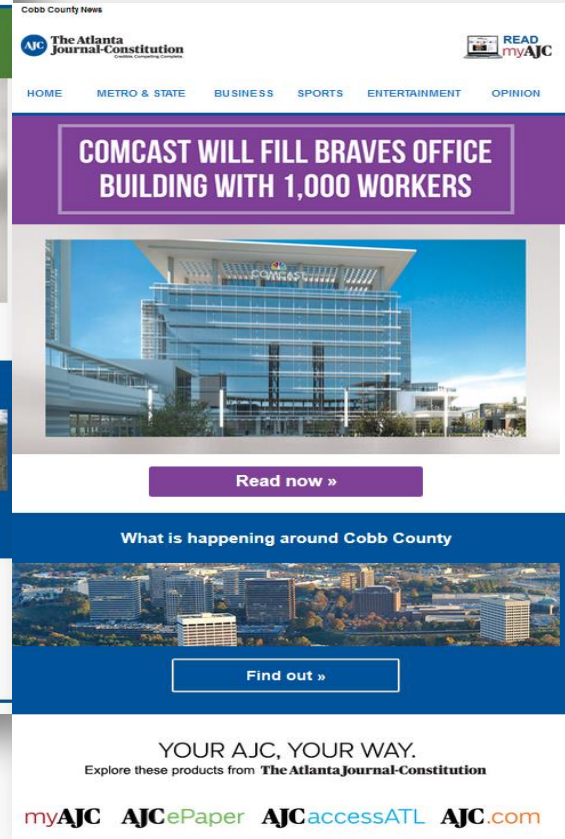 Cobb County News
AJC The Atlanta
Journal-Constitution
Credible. Compelling. Complete.
READ
myAJC
HOME METRO & STATE BUSINESS SPORTS ENTERTAINMENT OPINION
COMCAST WILL FILL BRAVES OFFICE
BUILDING WITH 1,000 WORKERS
COMCAST
Read now »
What is happening around Cobb County
Find out »
YOUR AJC, YOUR WAY.
Explore these products from The Atlanta Journal-Constitution
myAJC AJCePaper AJCaccessATL AJC.com